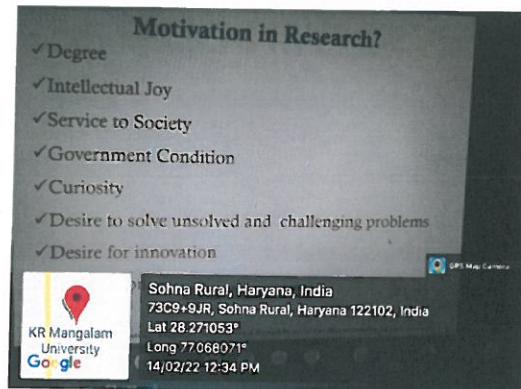 Motivation in Research?
✓Degree
✓Intellectual Joy
✓Service to Society
✓Government Condition
✓Curiosity
✓Desire to solve unsolved and challenging problems
✓Desire for innovation
GPS Map Camera
KR Mangalam
University
Google
Sohna Rural, Haryana, India
73C9+9JR, Sohna Rural, Haryana 122102, India
Lat 28.271053°
Long 77.068071°
14/02/22 12:34 PM